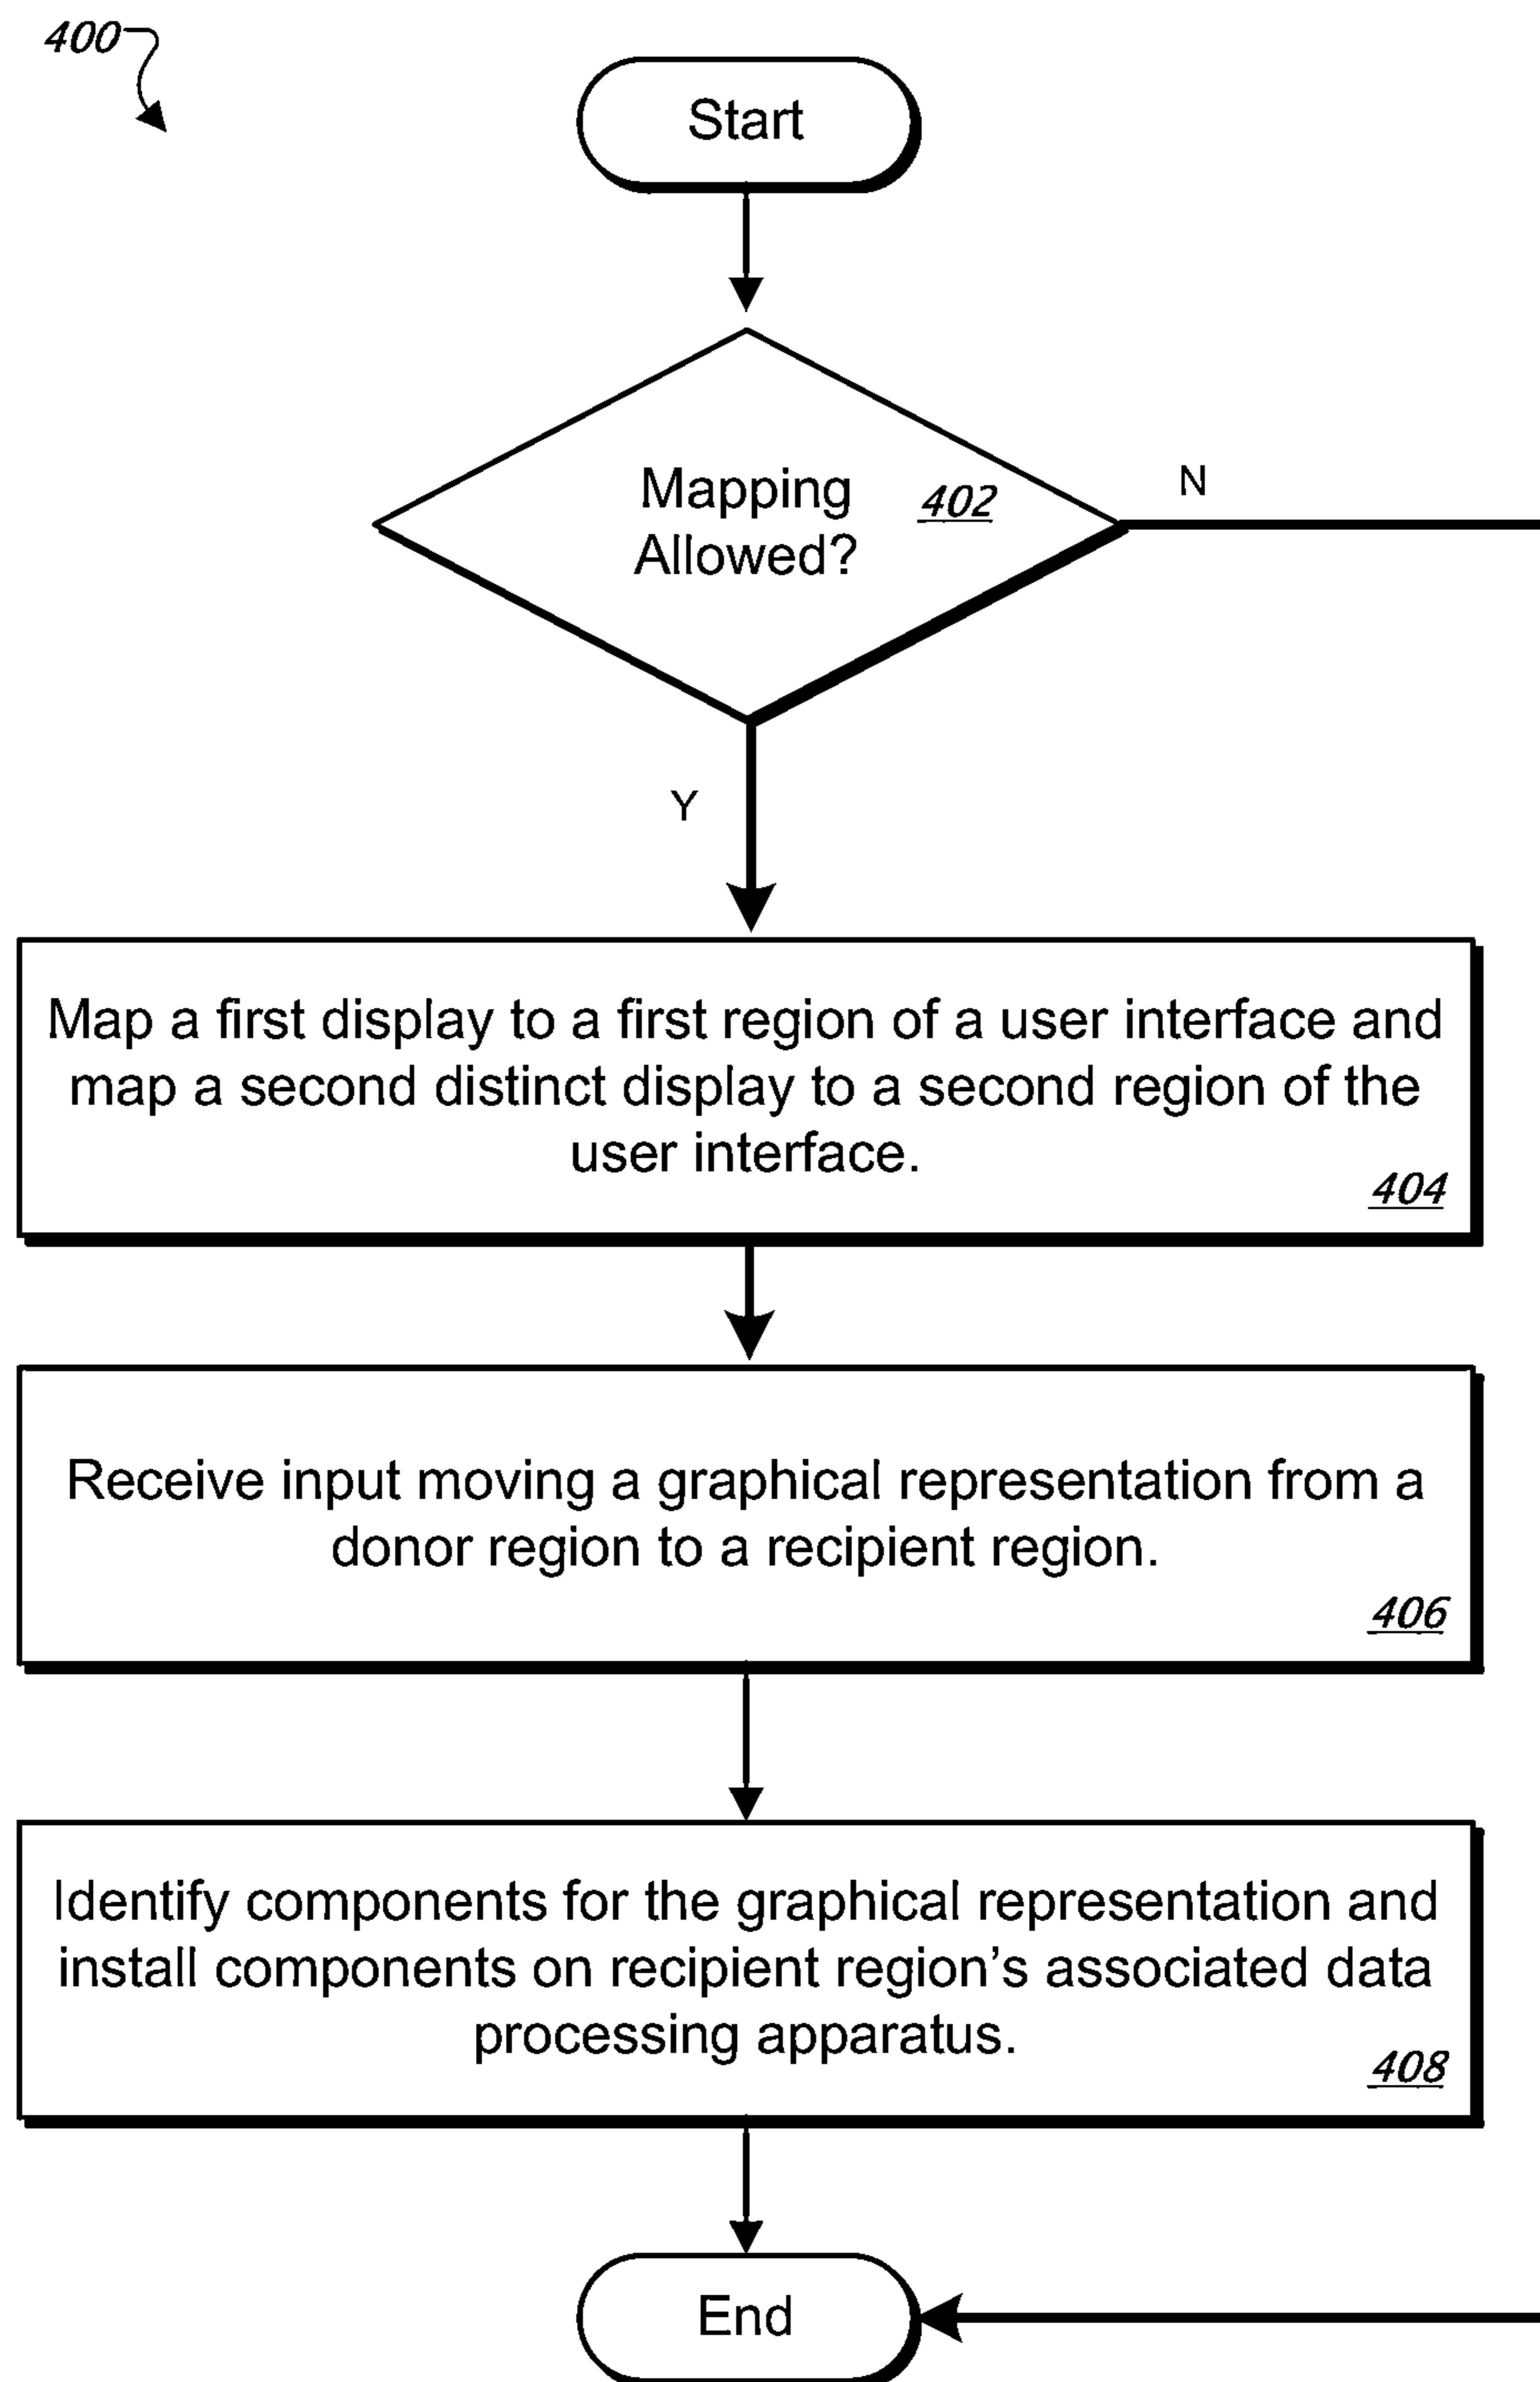 400
Start
Mapping
Allowed?
402
N
Y
Map a first display to a first region of a user interface and
map a second distinct display to a second region of the
user interface.
404
Receive input moving a graphical representation from a
donor region to a recipient region.
406
Identify components for the graphical representation and
install components on recipient region's associated data
processing apparatus.
408
End